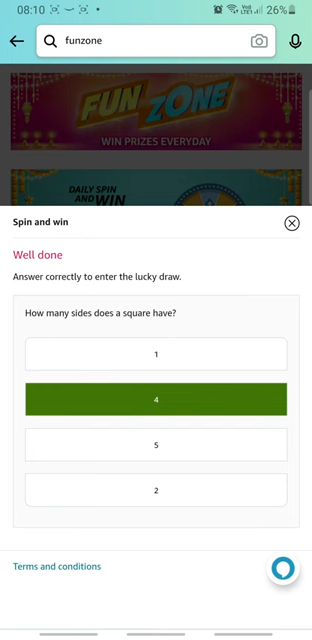 08:10 26%
funzone
FUN ZONE
WIN PRIZES EVERYDAY
DAILY SPIN
AND WIN
Spin and win
Well done
Answer correctly to enter the lucky draw.
How many sides does a square have?
1
4
5
2
Terms and conditions